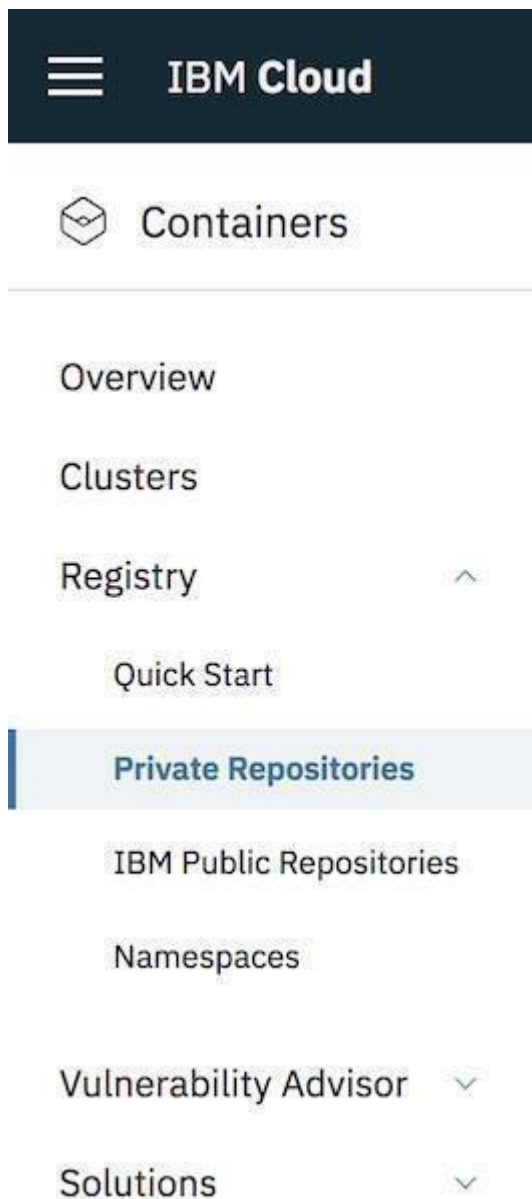 IBM Cloud
Containers
Overview
Clusters
Registry
Quick Start
Private Repositories
IBM Public Repositories
Namespaces
Vulnerability Advisor
Solutions